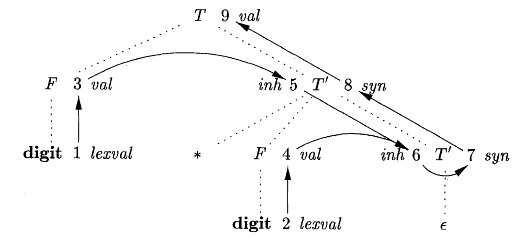 T 9 val
F 3 val inh 5 T′ 8 syn
digit 1 lexval * F 4 val inh 6 T′ 7 syn
digit 2 lexval ϵ